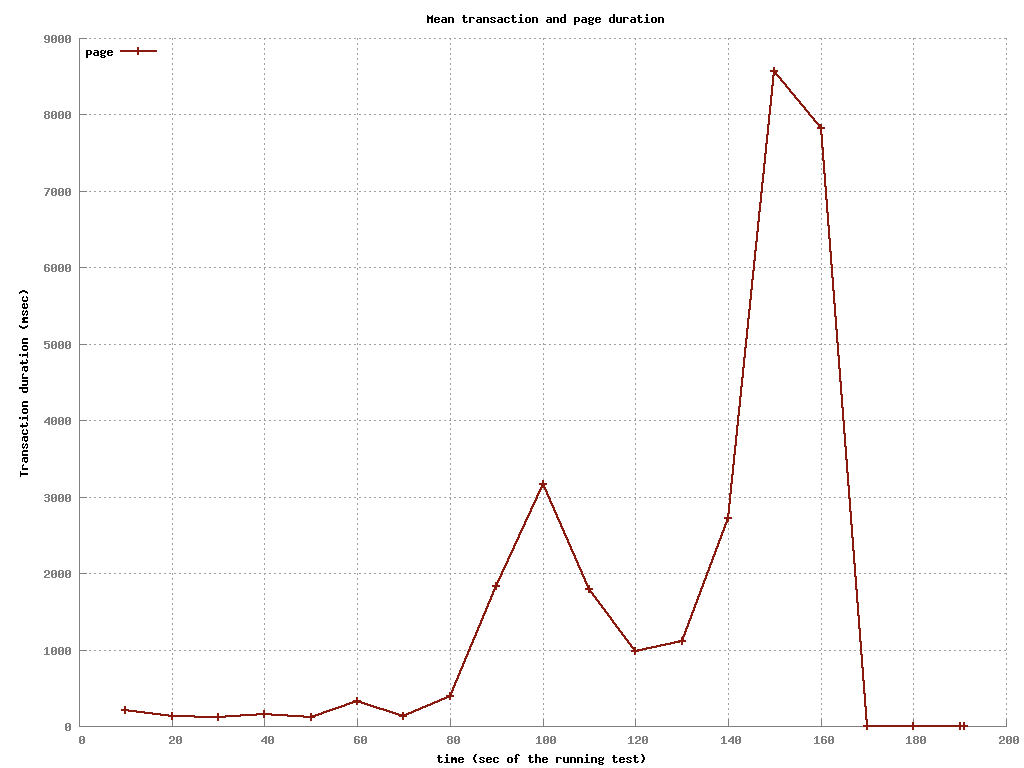 Mean transaction and page duration
page
9000
8000
7000
6000
5000
4000
3000
2000
1000
0
Transaction duration (msec)
0 20 40 60 80 100 120 140 160 180 200
time (sec of the running test)